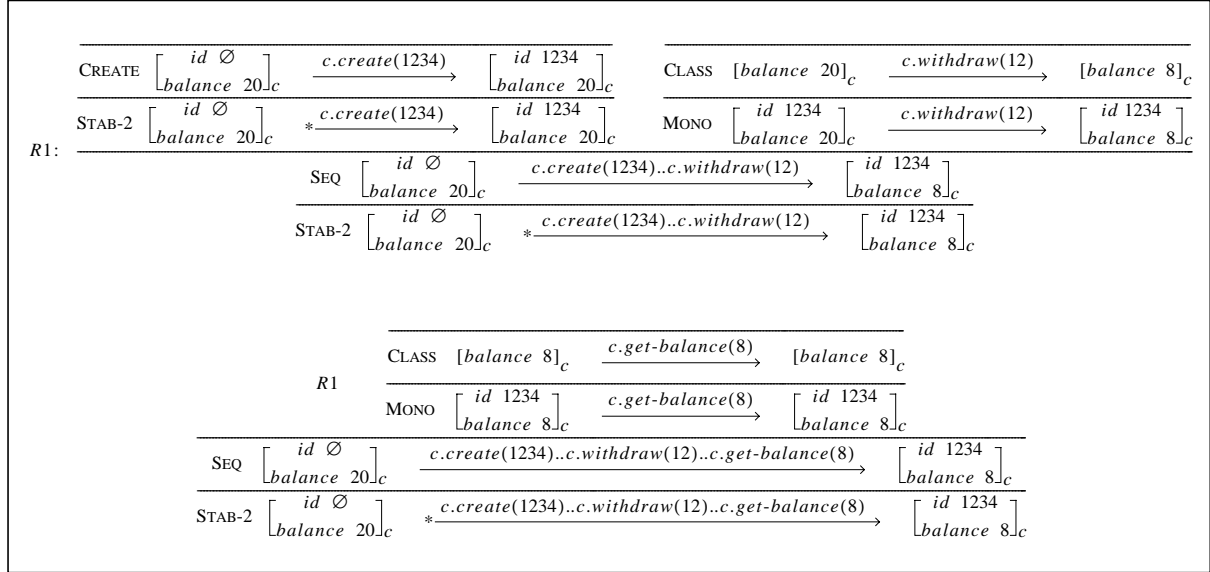 CREATE [id ∅ balance 20]c c.create(1234) [id 1234 balance 20]c CLASS [balance 20]c c.withdraw(12) [balance 8]c
R1: STAB-2 [id ∅ balance 20]c *c.create(1234) [id 1234 balance 20]c MONO [id 1234 balance 20]c c.withdraw(12) [id 1234 balance 8]c
SEQ [id ∅ balance 20]c c.create(1234)..c.withdraw(12) [id 1234 balance 8]c
STAB-2 [id ∅ balance 20]c *c.create(1234)..c.withdraw(12) [id 1234 balance 8]c
CLASS [balance 8]c c.get-balance(8) [balance 8]c
R1 MONO [id 1234 balance 8]c c.get-balance(8) [id 1234 balance 8]c
SEQ [id ∅ balance 20]c c.create(1234)..c.withdraw(12)..c.get-balance(8) [id 1234 balance 8]c
STAB-2 [id ∅ balance 20]c *c.create(1234)..c.withdraw(12)..c.get-balance(8) [id 1234 balance 8]c